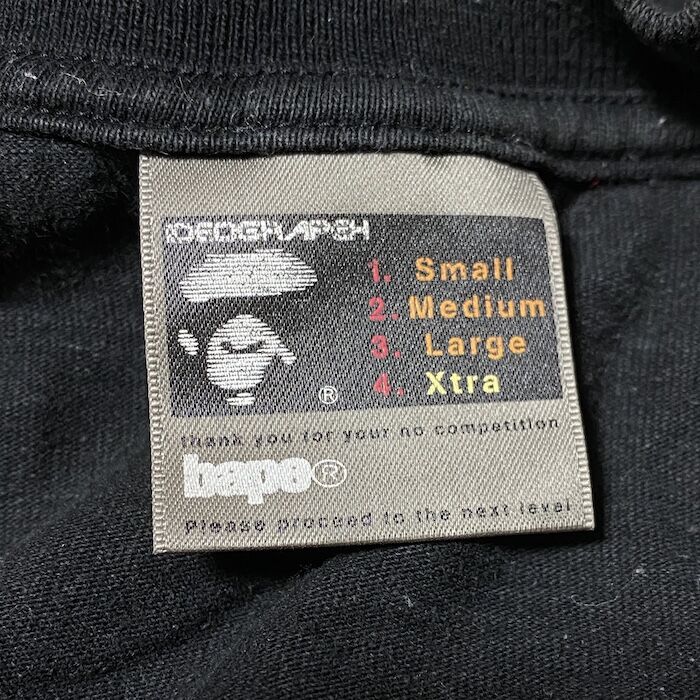 1. Small
2. Medium
3. Large
4. Xtra
®
thank you for your no competition
bape®
Please proceed to the next level